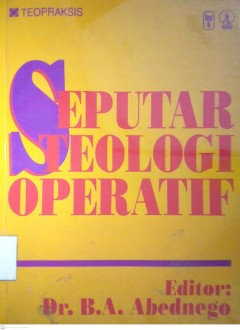 TEOPRAKSIS
SEPUTAR
TEOLOGI
OPERATIF
Editor:
Dr. B.A. Abednego